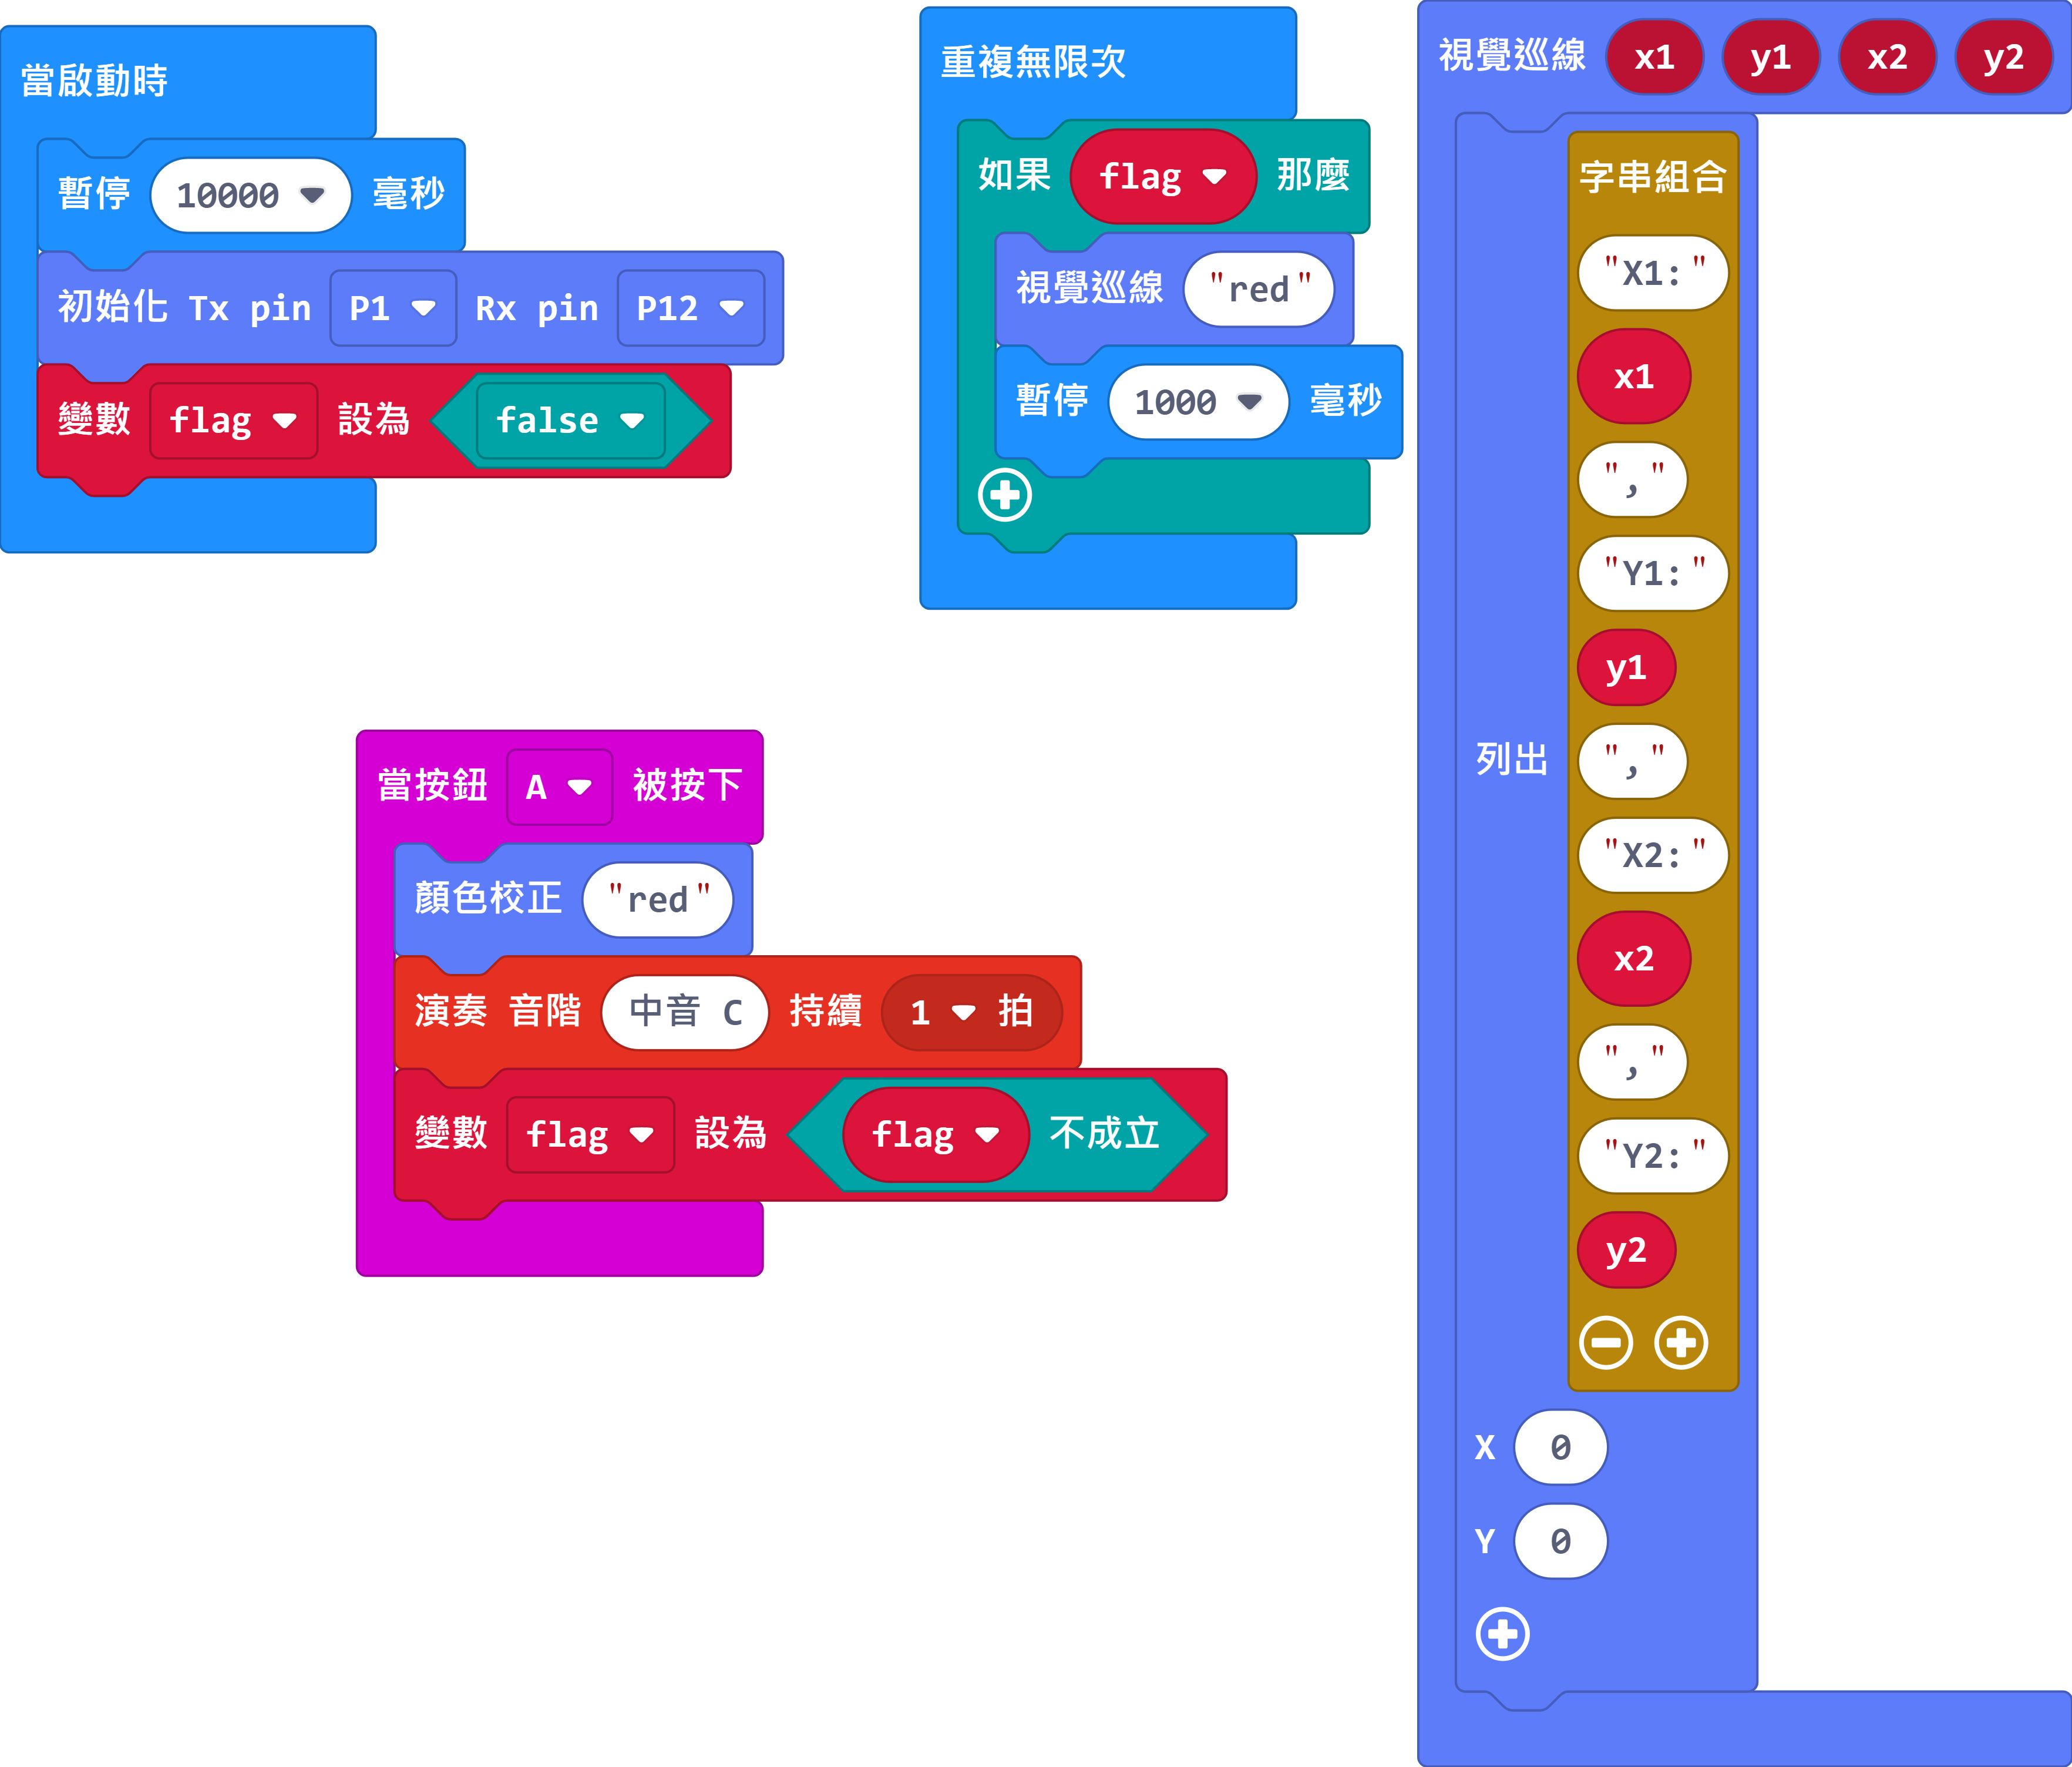 當啟動時
暫停 10000 毫秒
初始化 Tx pin P1 Rx pin P12
變數 flag 設為 false
重複無限次
如果 flag 那麼
視覺巡線 "red"
暫停 1000 毫秒
當按鈕 A 被按下
顏色校正 "red"
演奏 音階 中音 C 持續 1 拍
變數 flag 設為 flag 不成立
視覺巡線 x1 y1 x2 y2
列出
字串組合
"X1:"
x1
","
"Y1:"
y1
","
"X2:"
x2
","
"Y2:"
y2
X 0
Y 0